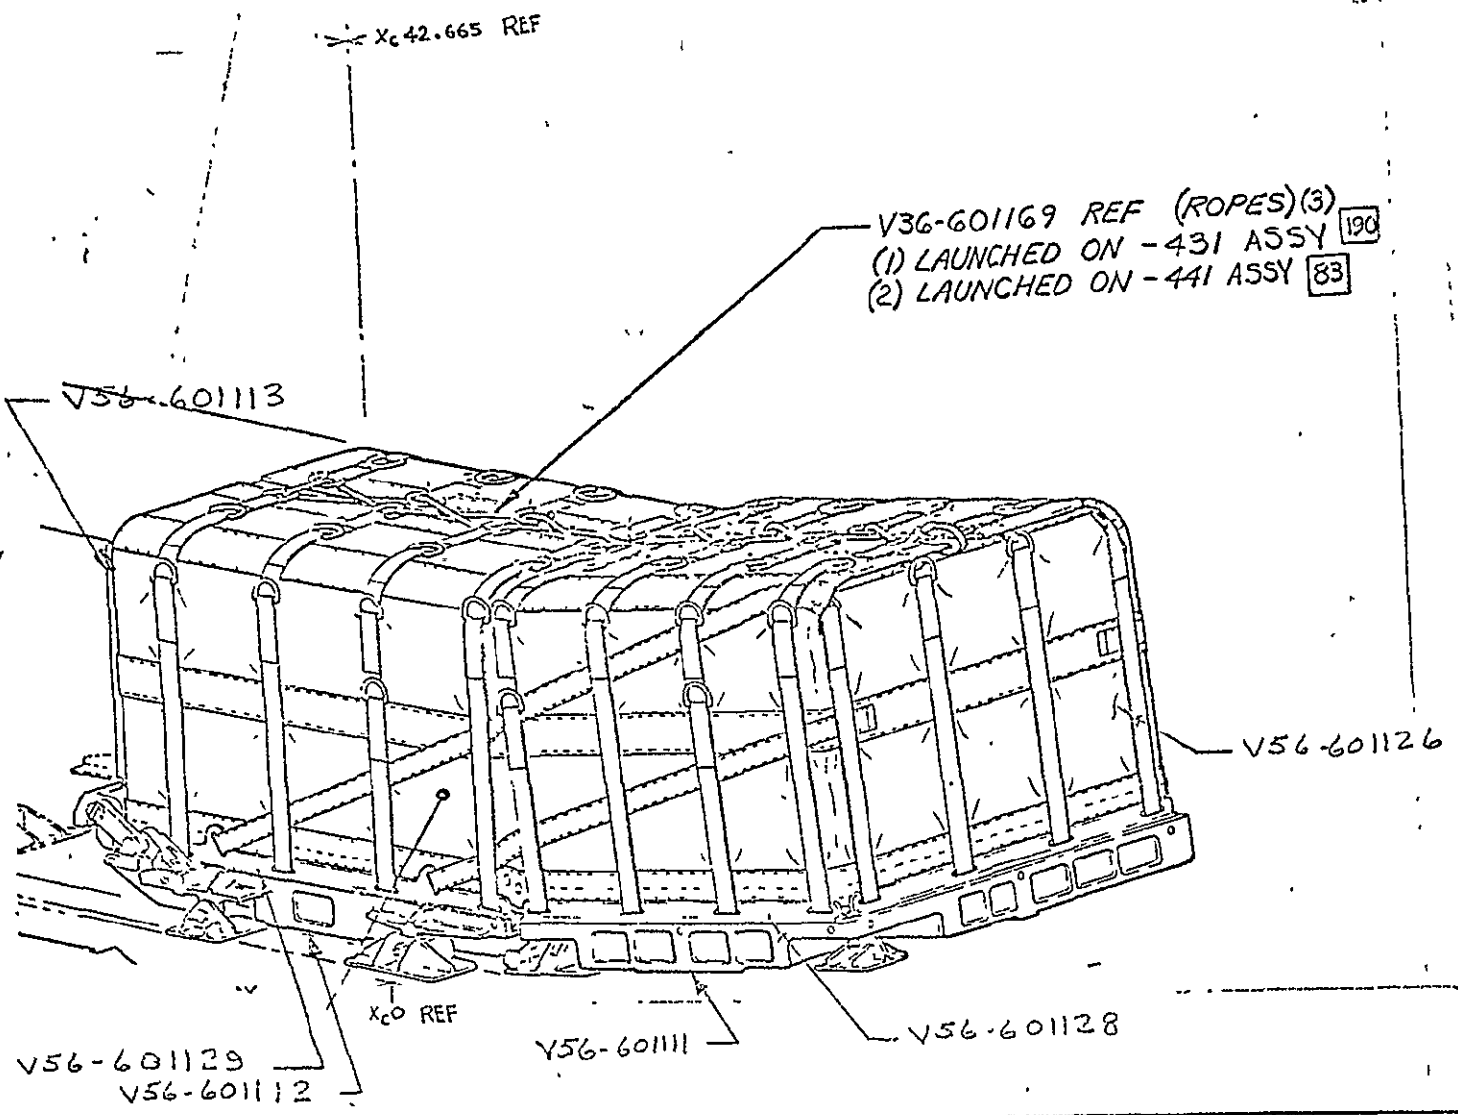 Xc 42.665 REF
V36-601169 REF (ROPES)(3)
(1) LAUNCHED ON -431 ASSY 190
(2) LAUNCHED ON -441 ASSY 83
V56-601113
V56-601126
Xc0 REF
V56-601128
V56-601111
V56-601129
V56-601112